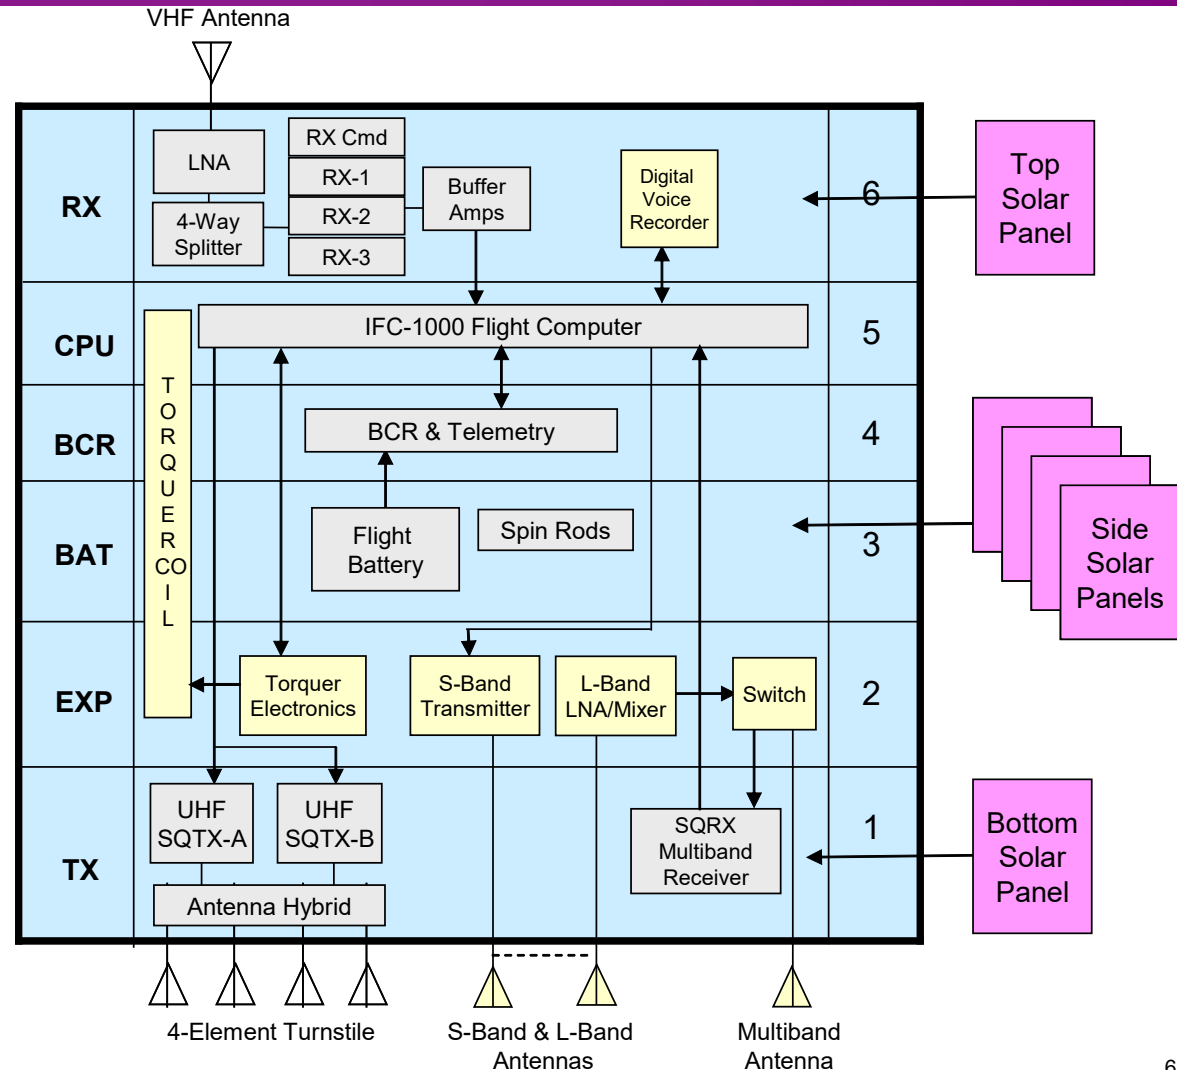 VHF Antenna
RX
LNA
4-Way
Splitter
RX Cmd
RX-1
RX-2
RX-3
Buffer
Amps
Digital
Voice
Recorder
6
Top
Solar
Panel
CPU
IFC-1000 Flight Computer
5
T
O
R
Q
U
E
R
CO
I
L
BCR
BCR & Telemetry
4
BAT
Flight
Battery
Spin Rods
3
Side
Solar
Panels
EXP
Torquer
Electronics
S-Band
Transmitter
L-Band
LNA/Mixer
Switch
2
TX
UHF
SQTX-A
UHF
SQTX-B
Antenna Hybrid
SQRX
Multiband
Receiver
1
Bottom
Solar
Panel
4-Element Turnstile
S-Band & L-Band
Antennas
Multiband
Antenna
6